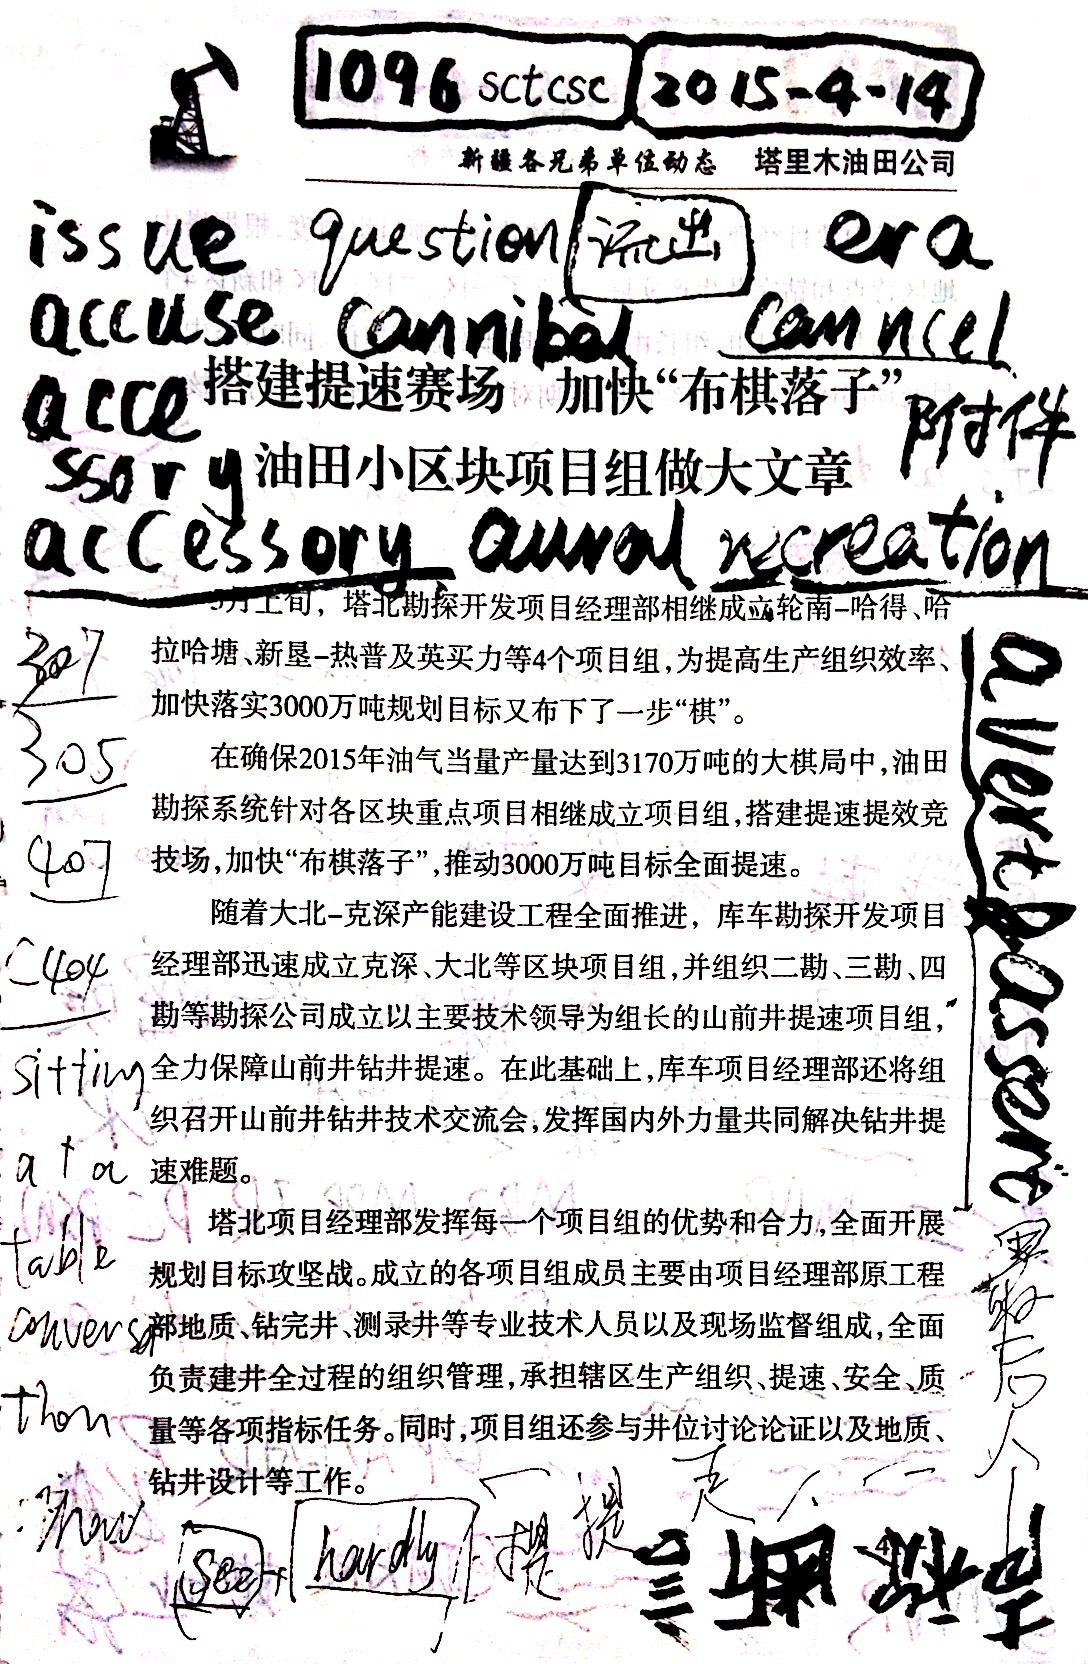 1096 sctcsc 2015-4-14
新疆各兄弟单位动态 塔里木油田公司
issue question 流出 era
accuse cannibal canncel
acce 搭建提速赛场 加快“布棋落子” 附件
ssory 油田小区块项目组做大文章
accessory aural recreation
3月上旬，塔北勘探开发项目经理部相继成立轮南-哈得、哈
拉哈塘、新垦-热普及英买力等4个项目组，为提高生产组织效率、
加快落实3000万吨规划目标又布下了一步“棋”。
在确保2015年油气当量产量达到3170万吨的大棋局中，油田
勘探系统针对各区块重点项目相继成立项目组，搭建提速提效竞
技场，加快“布棋落子”，推动3000万吨目标全面提速。
随着大北-克深产能建设工程全面推进，库车勘探开发项目
经理部迅速成立克深、大北等区块项目组，并组织二勘、三勘、四
勘等勘探公司成立以主要技术领导为组长的山前井提速项目组，
全力保障山前井钻井提速。在此基础上，库车项目经理部还将组
织召开山前井钻井技术交流会，发挥国内外力量共同解决钻井提
速难题。
塔北项目经理部发挥每一个项目组的优势和合力，全面开展
规划目标攻坚战。成立的各项目组成员主要由项目经理部原工程
部地质、钻完井、测录井等专业技术人员以及现场监督组成，全面
负责建井全过程的组织管理，承担辖区生产组织、提速、安全、质
量等各项指标任务。同时，项目组还参与井位讨论论证以及地质、
钻井设计等工作。
307
305
407
404
sitting
at a
table
conversa
thon
avert assert
后人
see hardly 提 提
断言